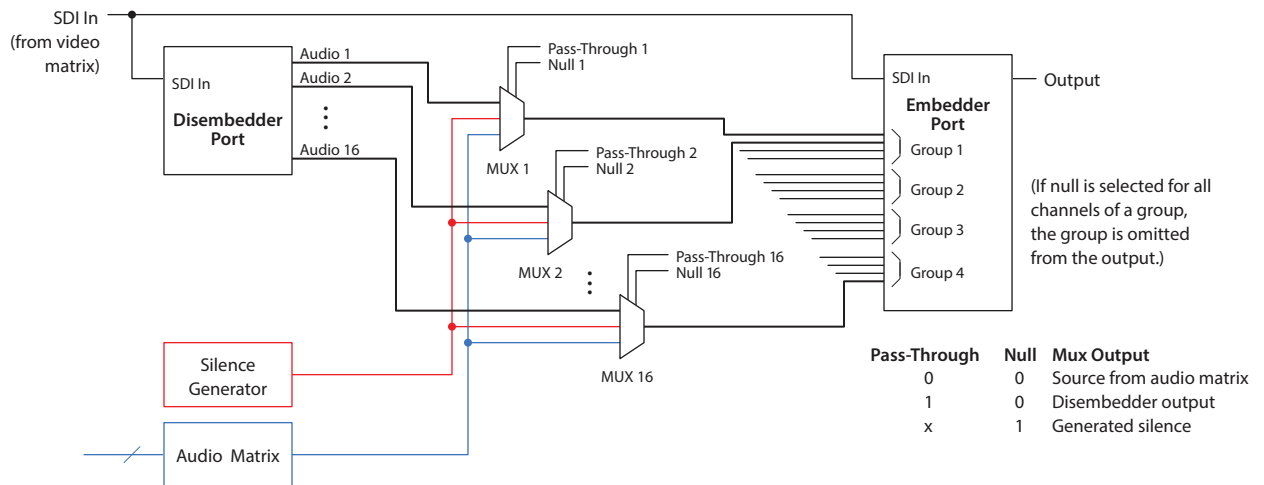 SDI In
(from video
matrix)
SDI In
Disembedder
Port
Audio 1
Audio 2
Audio 16
Pass-Through 1
Null 1
MUX 1
Pass-Through 2
Null 2
MUX 2
Pass-Through 16
Null 16
MUX 16
SDI In
Embedder
Port
Group 1
Group 2
Group 3
Group 4
Output
(If null is selected for all
channels of a group,
the group is omitted
from the output.)
Silence
Generator
Audio Matrix
Pass-Through Null Mux Output
0 0 Source from audio matrix
1 0 Disembedder output
x 1 Generated silence